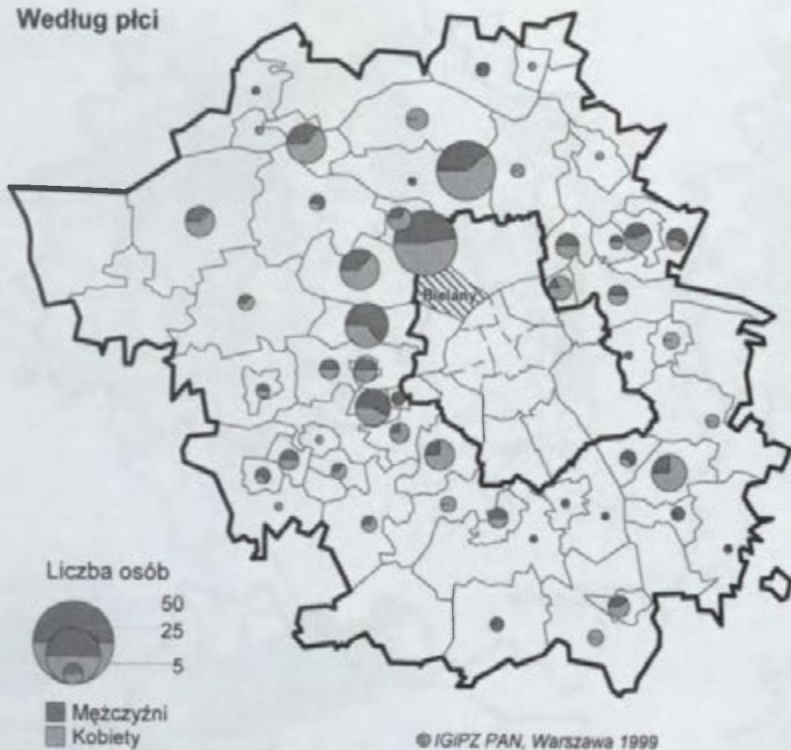 Według płci
Bielany
Liczba osób
50
25
5
Mężczyźni
Kobiety
© IGiPZ PAN, Warszawa 1999